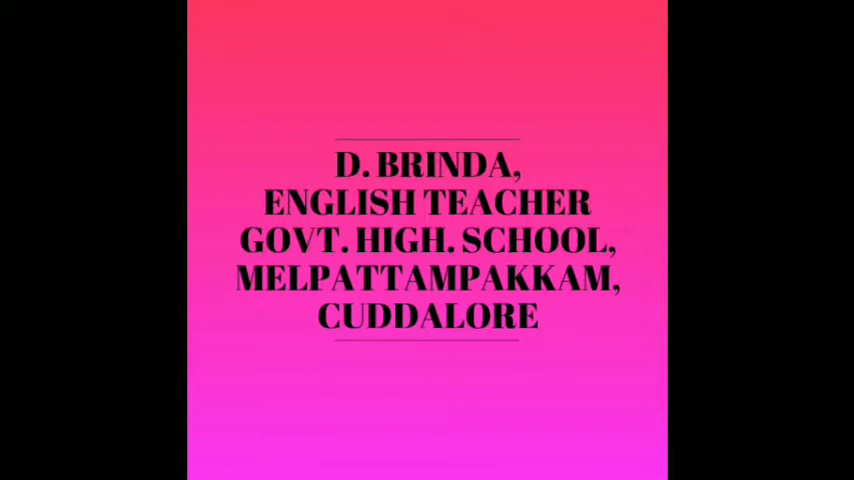 D. BRINDA,
ENGLISH TEACHER
GOVT. HIGH. SCHOOL,
MELPATTAMPAKKAM,
CUDDALORE